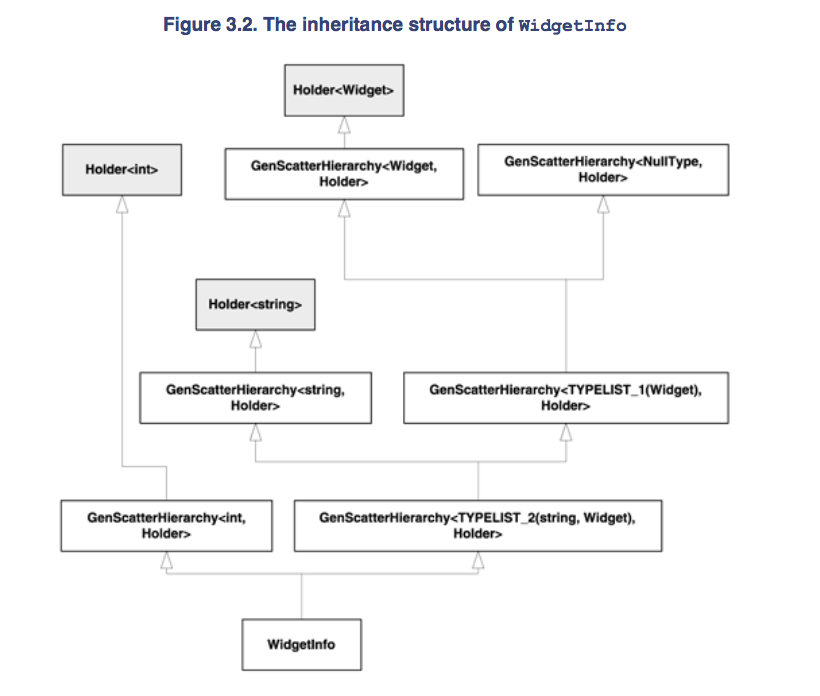 Figure 3.2. The inheritance structure of WidgetInfo
Holder<Widget>
Holder<int>
GenScatterHierarchy<Widget,
Holder>
GenScatterHierarchy<NullType,
Holder>
Holder<string>
GenScatterHierarchy<string,
Holder>
GenScatterHierarchy<TYPELIST_1(Widget),
Holder>
GenScatterHierarchy<int,
Holder>
GenScatterHierarchy<TYPELIST_2(string, Widget),
Holder>
WidgetInfo